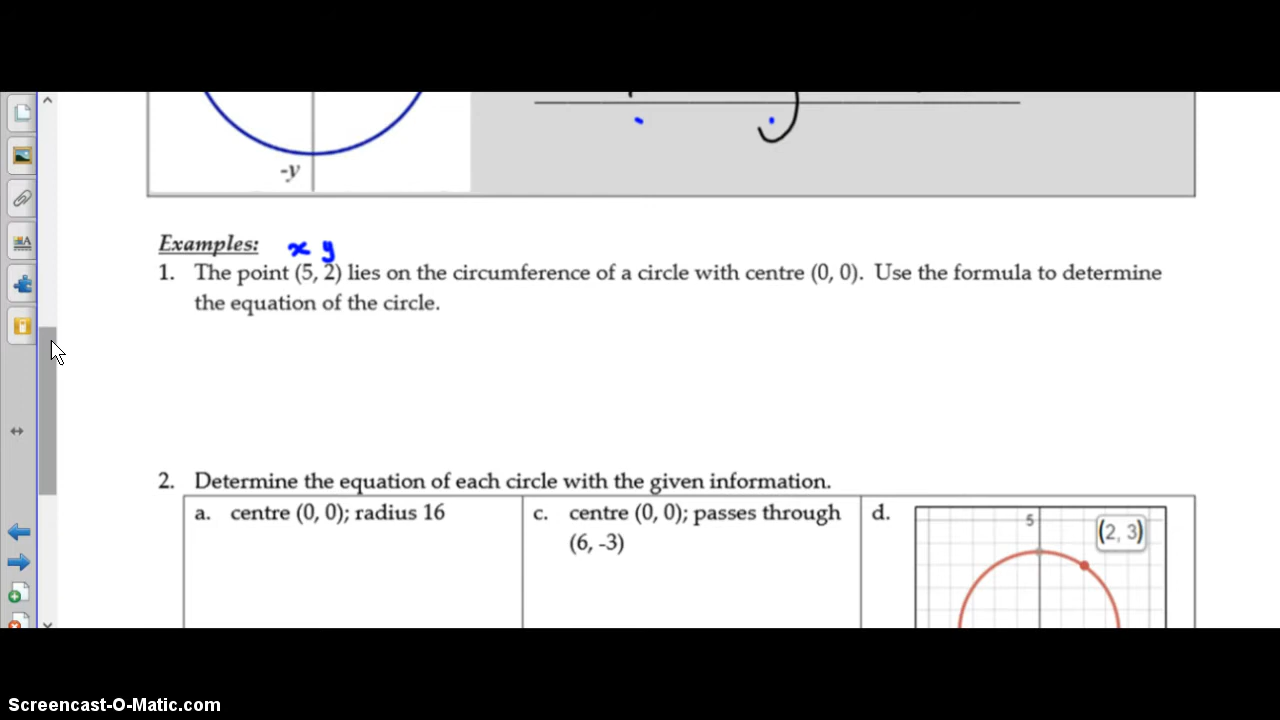 -y
Examples:
x y
1. The point (5, 2) lies on the circumference of a circle with centre (0, 0). Use the formula to determine
the equation of the circle.
2. Determine the equation of each circle with the given information.
a. centre (0, 0); radius 16
c. centre (0, 0); passes through
(6, -3)
d.
5
(2, 3)
Screencast-O-Matic.com